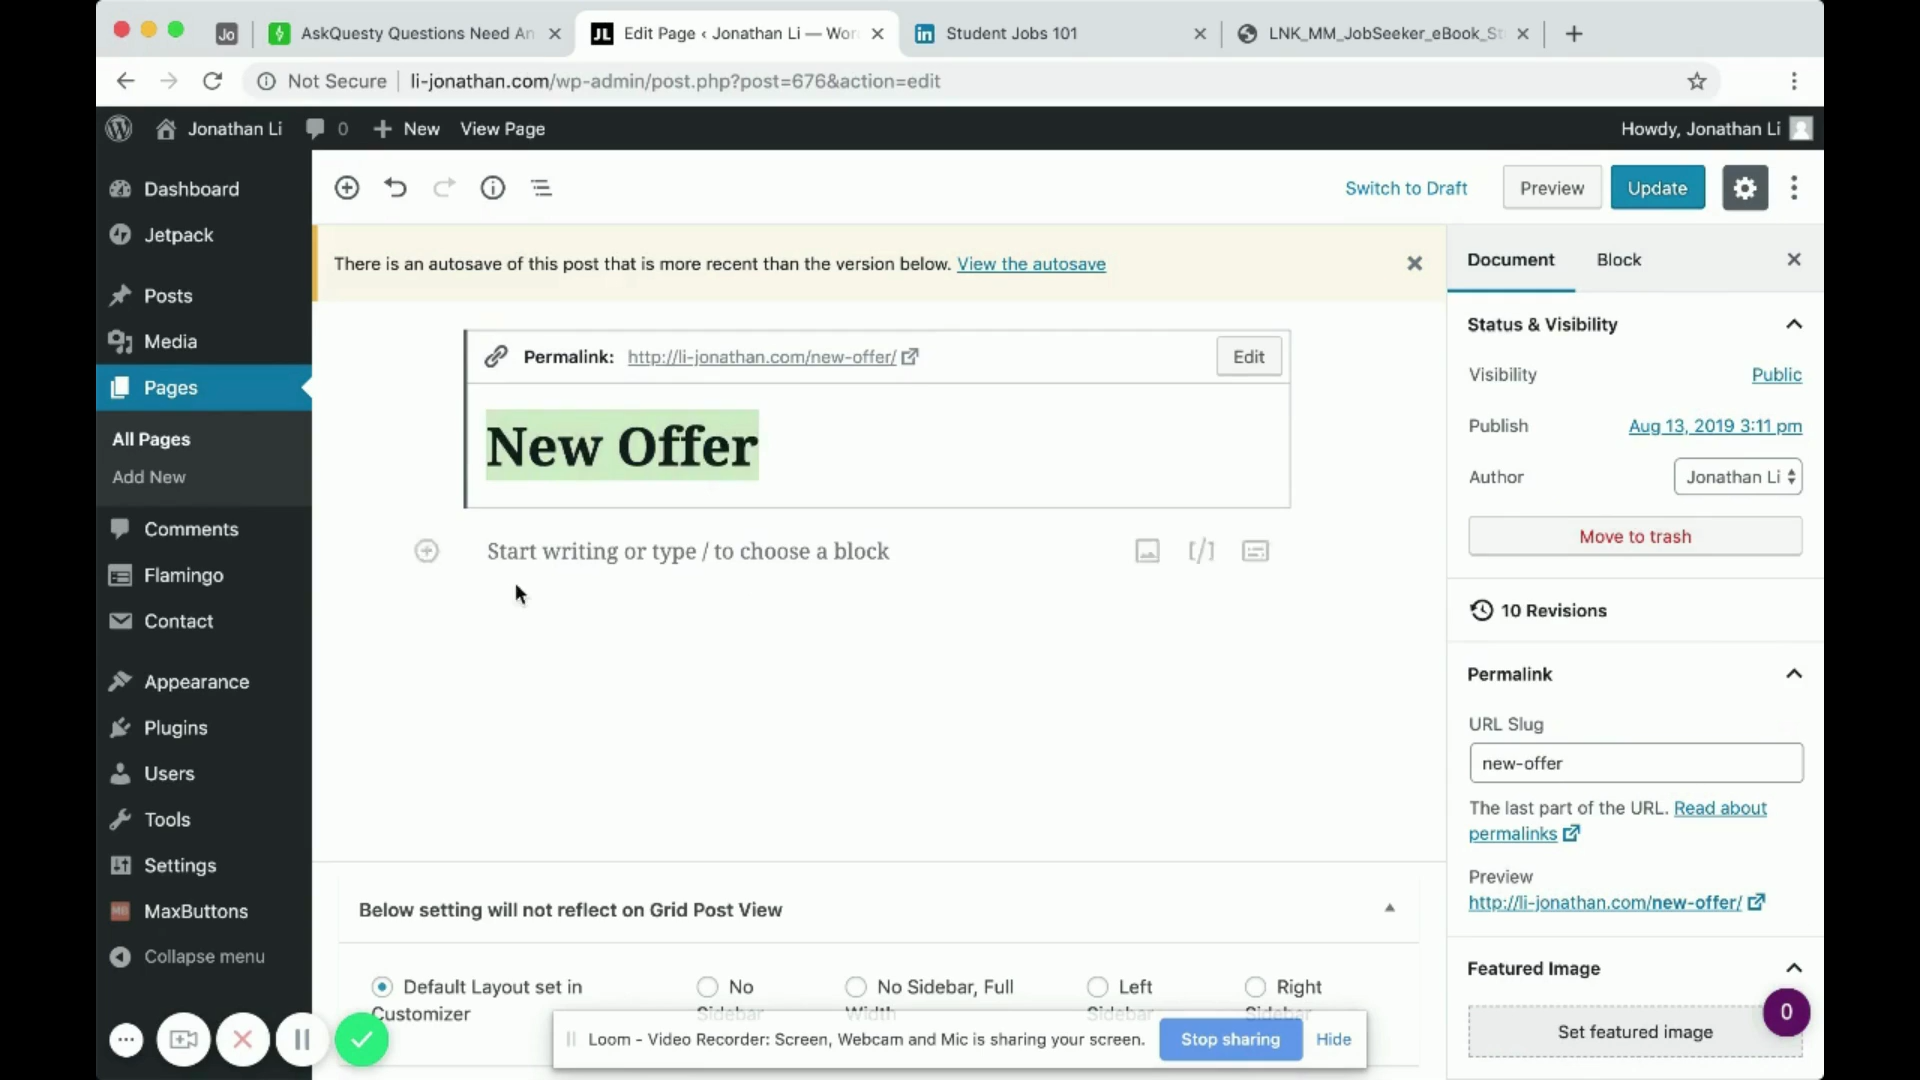 Jo
AskQuesty Questions Need An
JL Edit Page ‹ Jonathan Li — Wor
in Student Jobs 101
LNK_MM_JobSeeker_eBook_St
Not Secure | li-jonathan.com/wp-admin/post.php?post=676&action=edit
Jonathan Li
0
New
View Page
Howdy, Jonathan Li
Dashboard
Jetpack
Posts
Media
Pages
All Pages
Add New
Comments
Flamingo
Contact
Appearance
Plugins
Users
Tools
Settings
MaxButtons
Collapse menu
Switch to Draft
Preview
Update
There is an autosave of this post that is more recent than the version below. View the autosave
Permalink: http://li-jonathan.com/new-offer/
Edit
New Offer
Start writing or type / to choose a block
[/]
Below setting will not reflect on Grid Post View
Default Layout set in
Customizer
No
Sidebar
No Sidebar, Full
Width
Left
Sidebar
Right
Sidebar
Document
Block
Status & Visibility
Visibility
Public
Publish
Aug 13, 2019 3:11 pm
Author
Jonathan Li
Move to trash
10 Revisions
Permalink
URL Slug
new-offer
The last part of the URL. Read about
permalinks
Preview
http://li-jonathan.com/new-offer/
Featured Image
Set featured image
0
Loom - Video Recorder: Screen, Webcam and Mic is sharing your screen.
Stop sharing
Hide